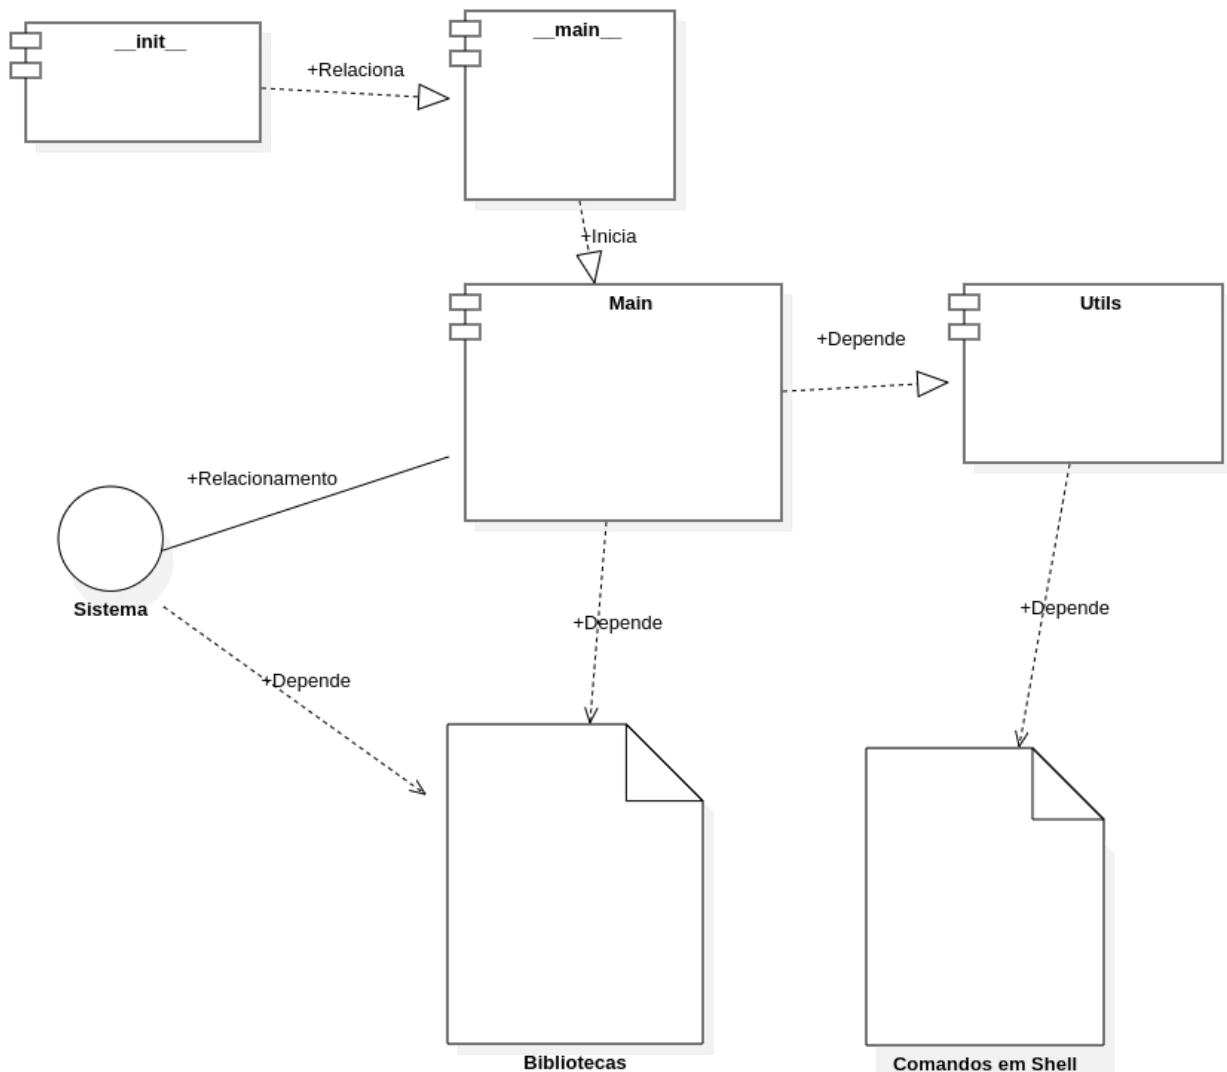 __init__
__main__
+Relaciona
+Inicia
Main
Utils
+Depende
+Relacionamento
Sistema
+Depende
+Depende
+Depende
Bibliotecas
Comandos em Shell